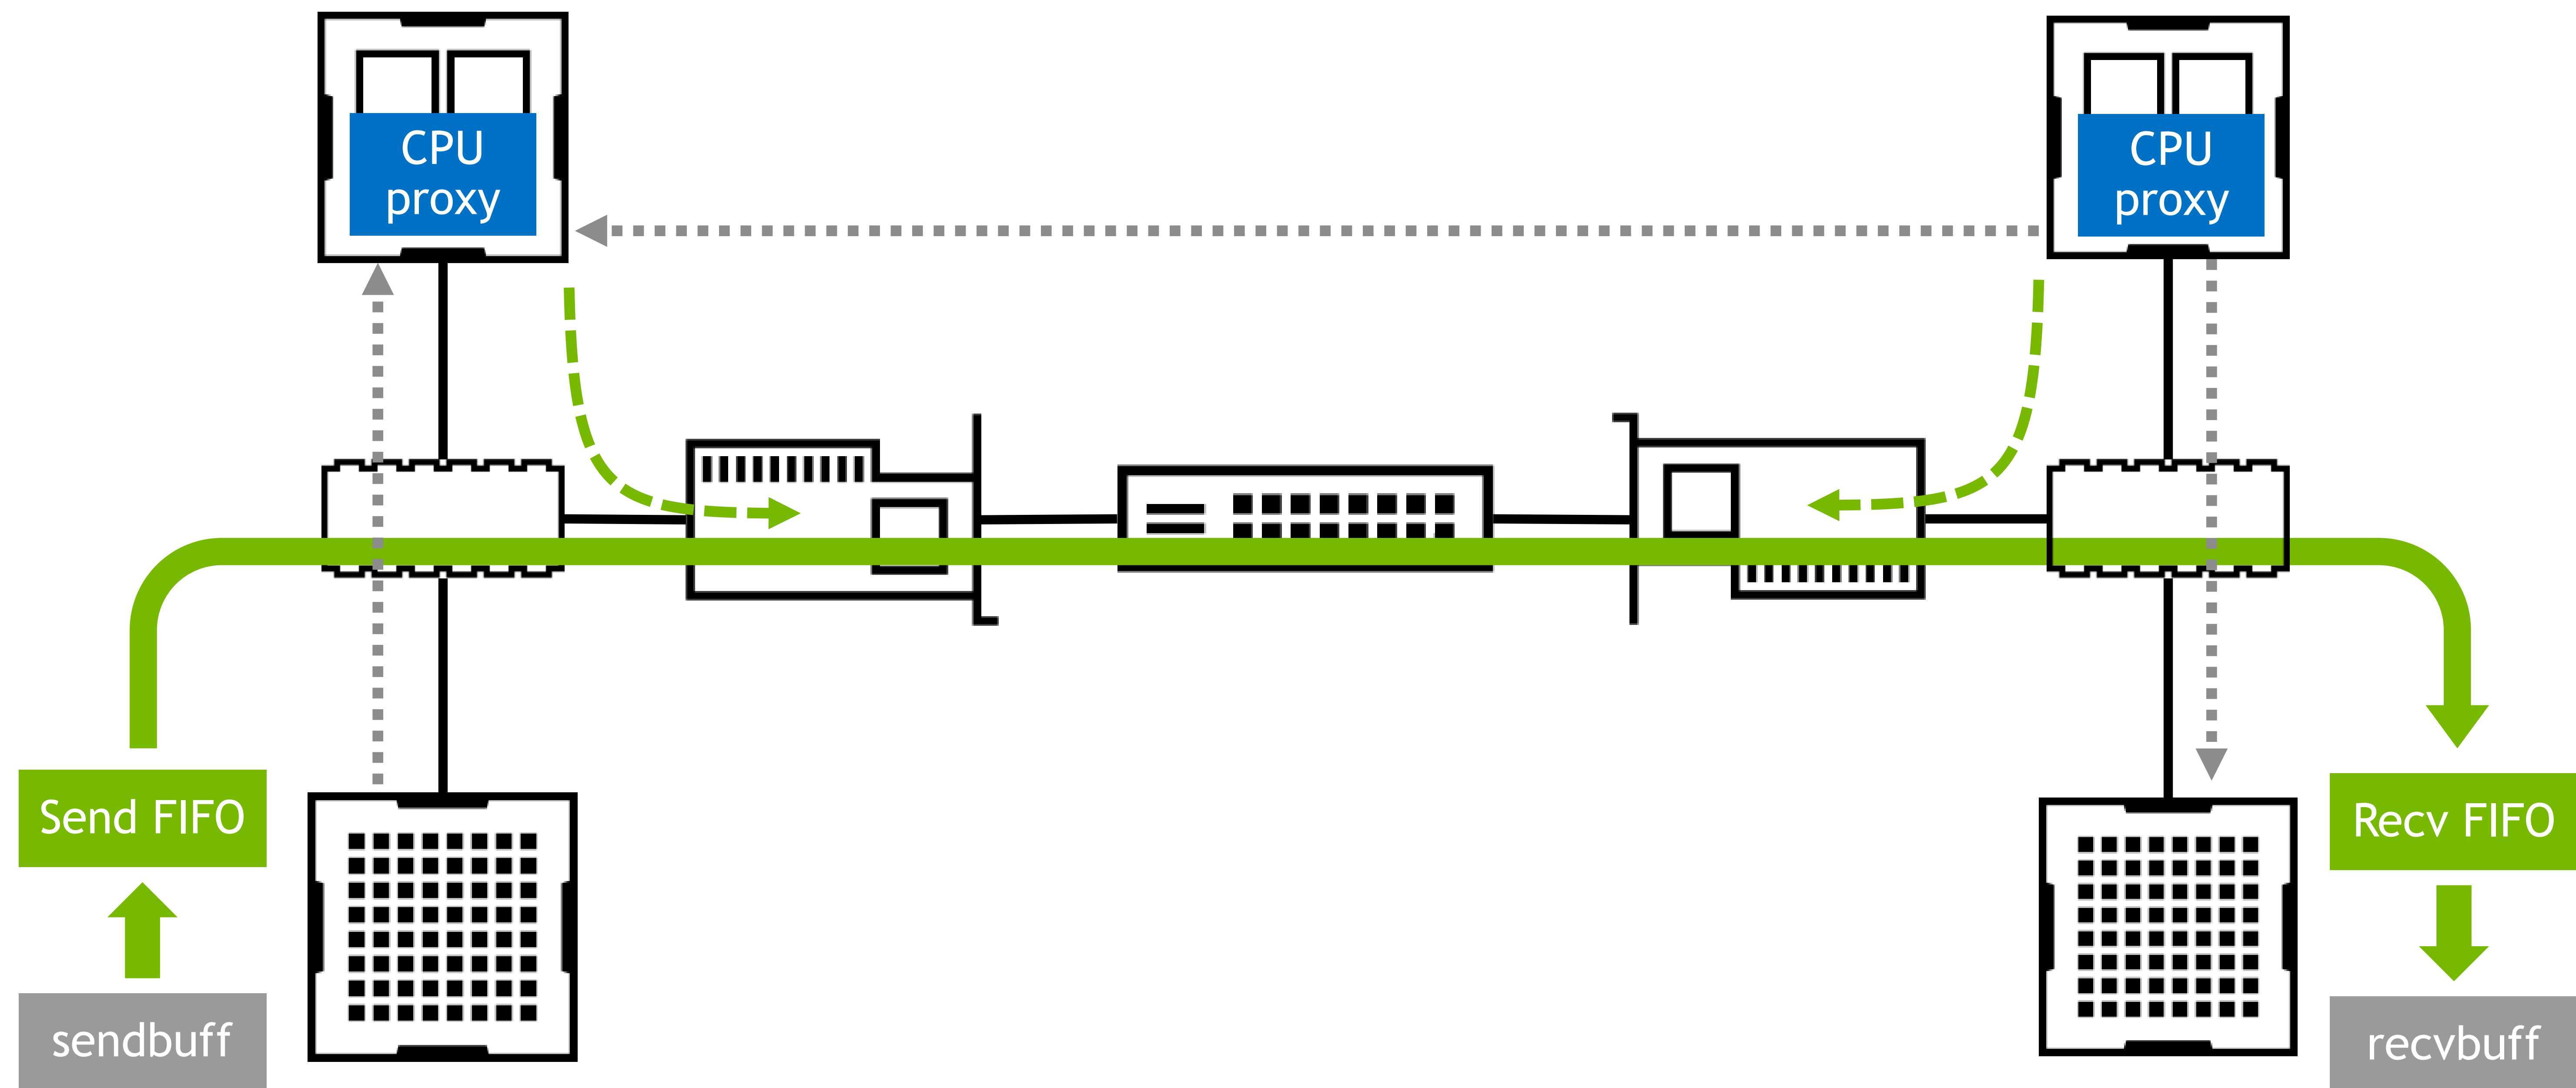 CPU
proxy
CPU
proxy
Send FIFO
Recv FIFO
sendbuff
recvbuff